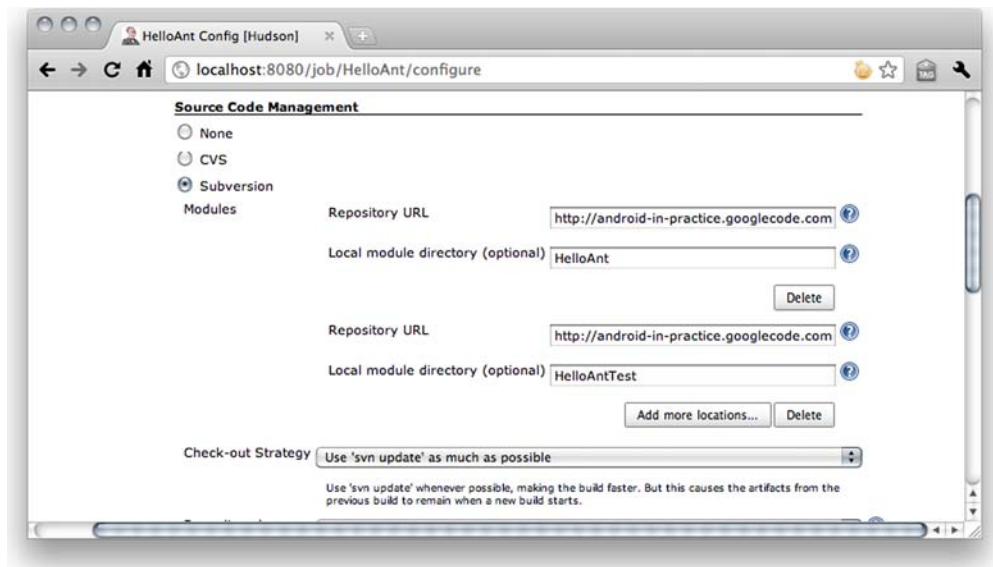 HelloAnt Config [Hudson]
localhost:8080/job/HelloAnt/configure
TAG
Source Code Management
None
CVS
Subversion
Modules
Repository URL
http://android-in-practice.googlecode.com
Local module directory (optional)
HelloAnt
Delete
Repository URL
http://android-in-practice.googlecode.com
Local module directory (optional)
HelloAntTest
Add more locations...
Delete
Check-out Strategy
Use 'svn update' as much as possible
Use 'svn update' whenever possible, making the build faster. But this causes the artifacts from the
previous build to remain when a new build starts.